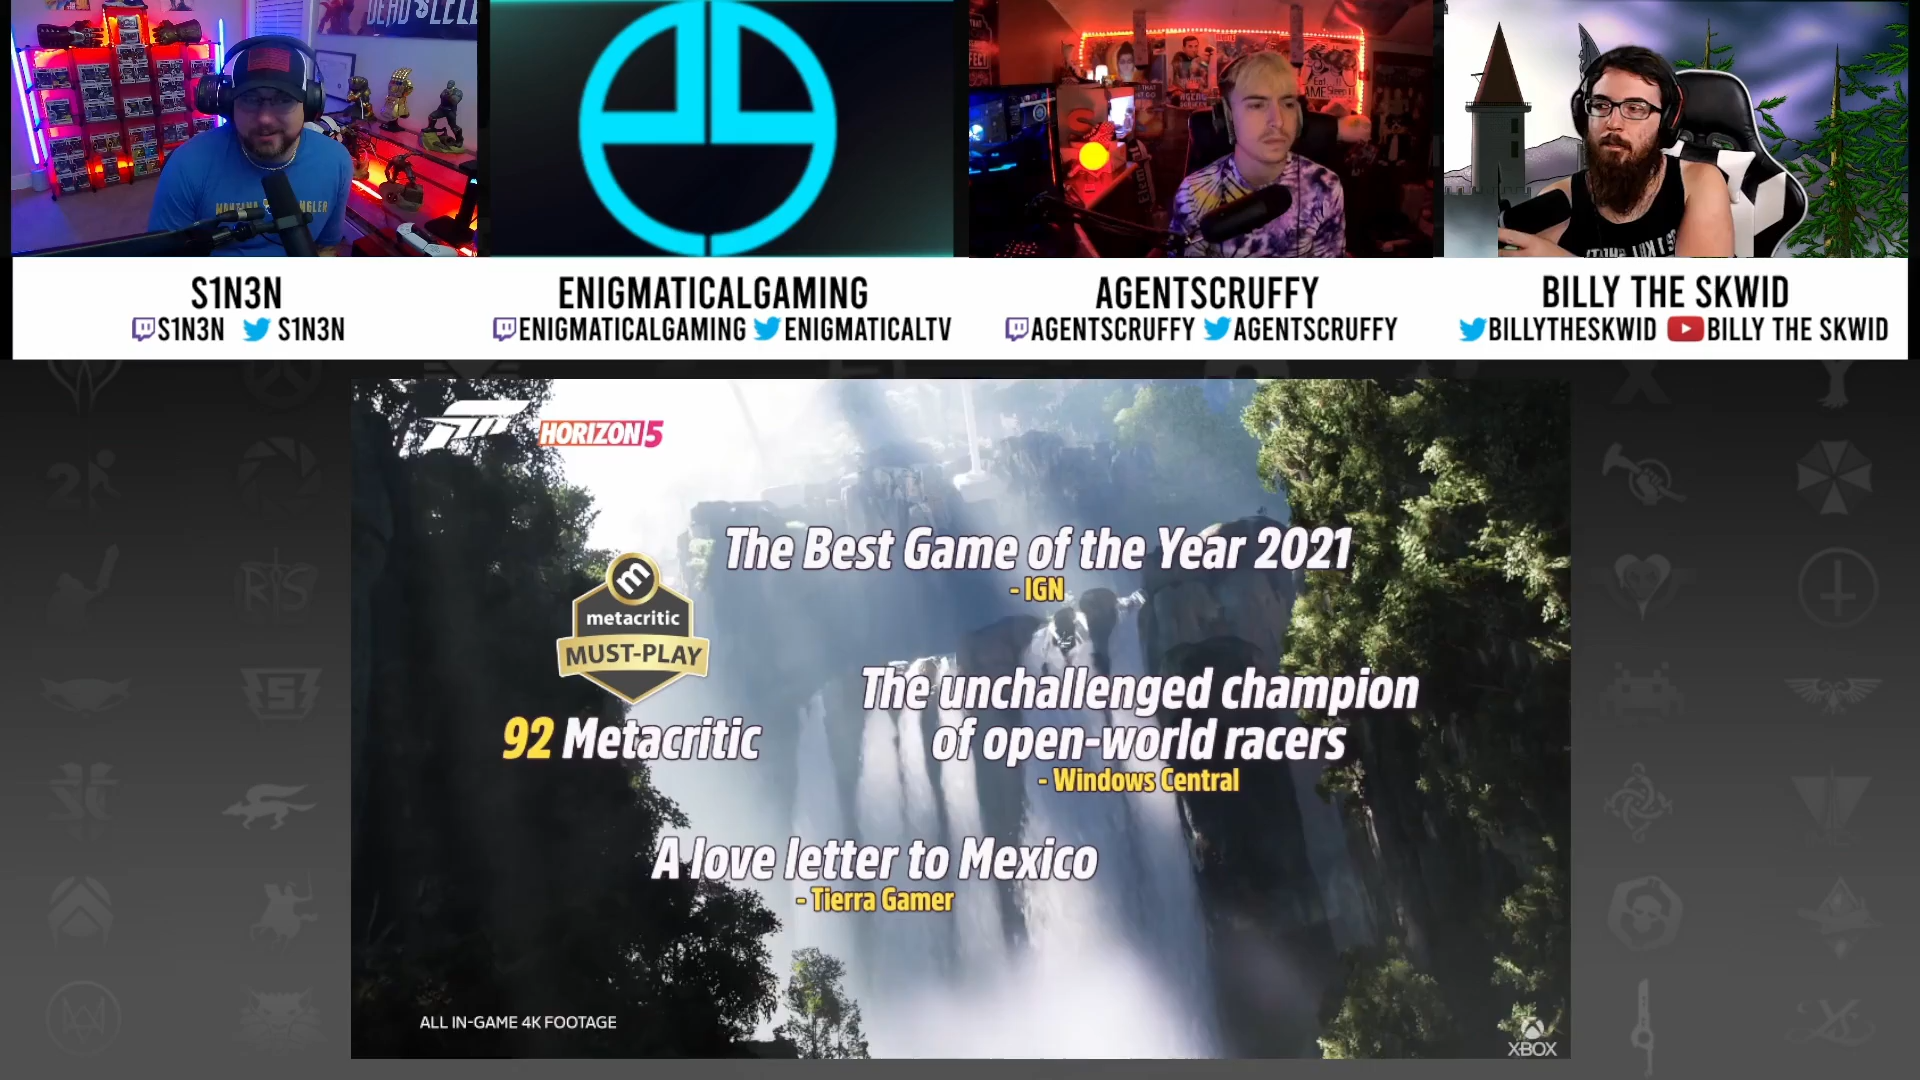 S1N3N
S1N3N S1N3N
ENIGMATICALGAMING
ENIGMATICALGAMING ENIGMATICALTV
AGENTSCRUFFY
AGENTSCRUFFY AGENTSCRUFFY
BILLY THE SKWID
BILLYTHESKWID BILLY THE SKWID
HORIZON 5
The Best Game of the Year 2021
- IGN
m
metacritic
MUST-PLAY
92 Metacritic
The unchallenged champion
of open-world racers
- Windows Central
A love letter to Mexico
- Tierra Gamer
ALL IN-GAME 4K FOOTAGE
XBOX